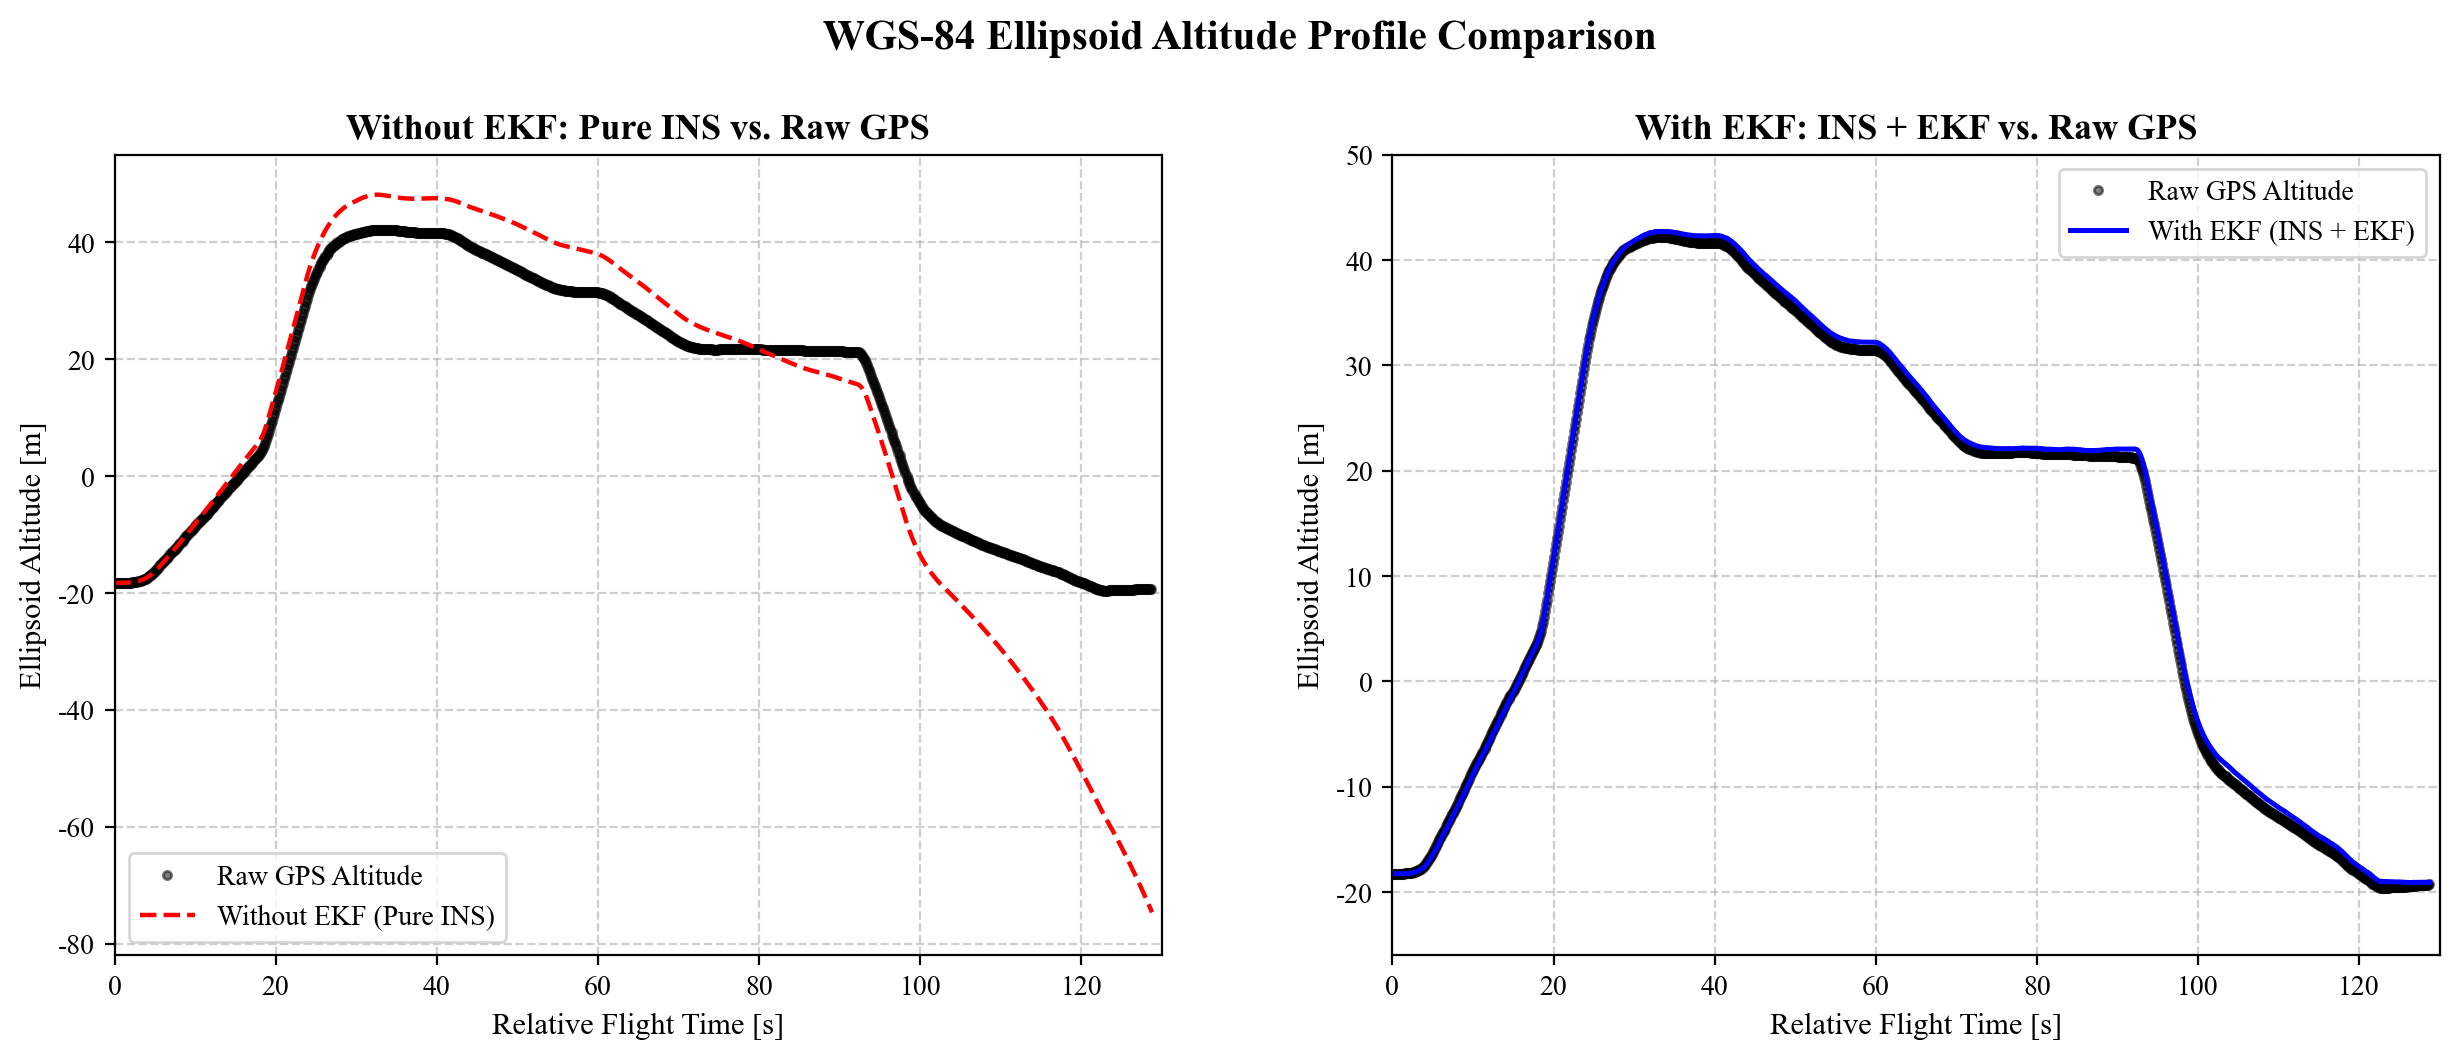 WGS-84 Ellipsoid Altitude Profile Comparison
Without EKF: Pure INS vs. Raw GPS
Ellipsoid Altitude [m]
40
20
0
-20
-40
-60
-80
Raw GPS Altitude
Without EKF (Pure INS)
0 20 40 60 80 100 120
Relative Flight Time [s]
With EKF: INS + EKF vs. Raw GPS
Ellipsoid Altitude [m]
50
40
30
20
10
0
-10
-20
Raw GPS Altitude
With EKF (INS + EKF)
0 20 40 60 80 100 120
Relative Flight Time [s]